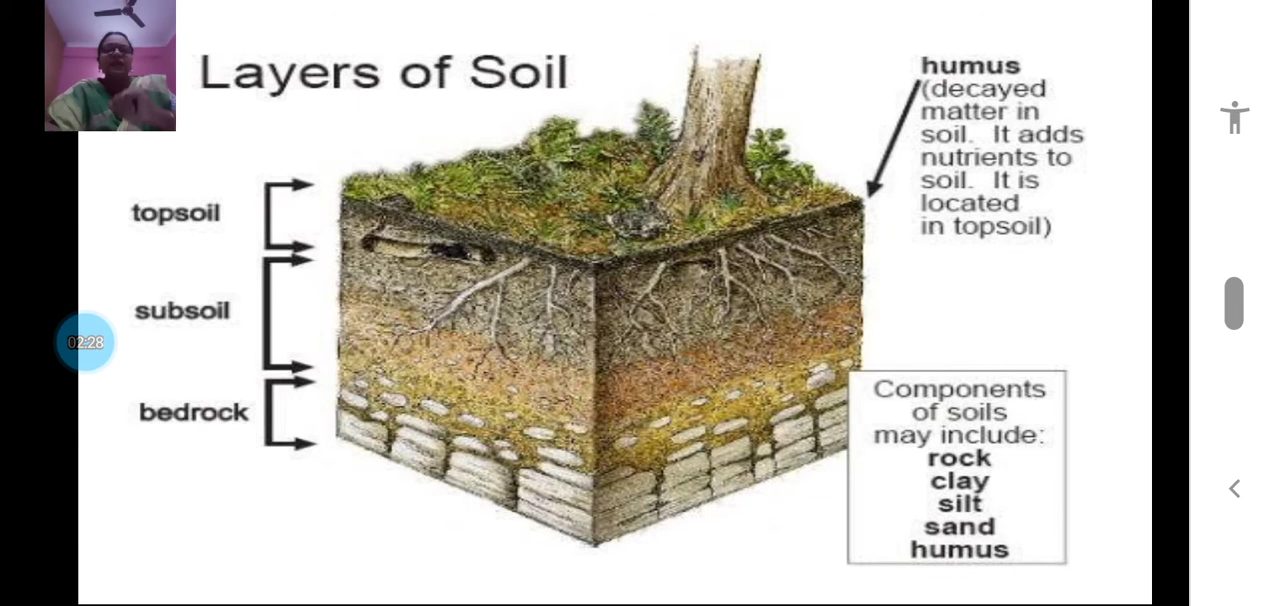 Layers of Soil
humus
(decayed
matter in
soil. It adds
nutrients to
soil. It is
located
in topsoil)
topsoil
subsoil
02:28
bedrock
Components
of soils
may include:
rock
clay
silt
sand
humus